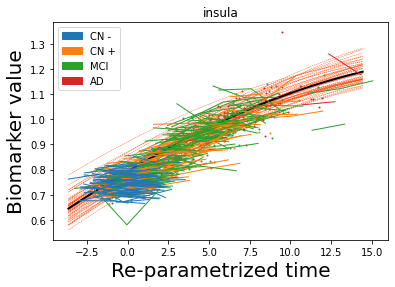 insula
CN -
CN +
MCI
AD
Biomarker value
1.3
1.2
1.1
1.0
0.9
0.8
0.7
0.6
−2.5 0.0 2.5 5.0 7.5 10.0 12.5 15.0
Re-parametrized time